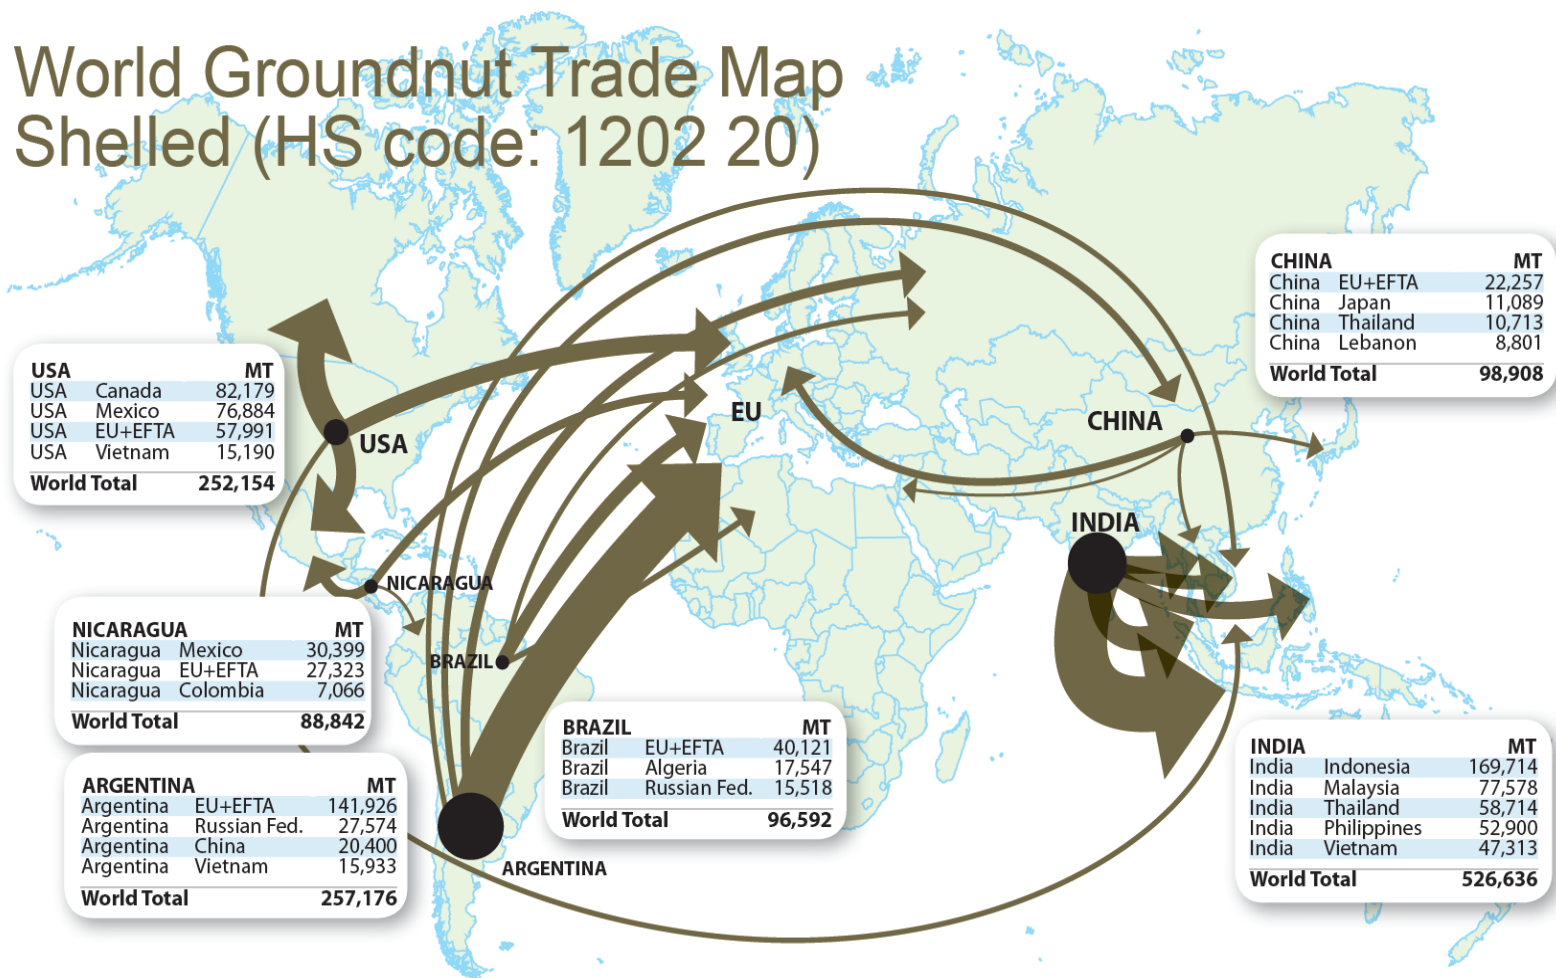 World Groundnut Trade Map
Shelled (HS code: 1202 20)
CHINA MT
China EU+EFTA 22,257
China Japan 11,089
China Thailand 10,713
China Lebanon 8,801
World Total 98,908
USA MT
USA Canada 82,179
USA Mexico 76,884
USA EU+EFTA 57,991
USA Vietnam 15,190
World Total 252,154
USA
EU
CHINA
INDIA
NICARAGUA
BRAZIL
ARGENTINA
NICARAGUA MT
Nicaragua Mexico 30,399
Nicaragua EU+EFTA 27,323
Nicaragua Colombia 7,066
World Total 88,842
ARGENTINA MT
Argentina EU+EFTA 141,926
Argentina Russian Fed. 27,574
Argentina China 20,400
Argentina Vietnam 15,933
World Total 257,176
BRAZIL MT
Brazil EU+EFTA 40,121
Brazil Algeria 17,547
Brazil Russian Fed. 15,518
World Total 96,592
INDIA MT
India Indonesia 169,714
India Malaysia 77,578
India Thailand 58,714
India Philippines 52,900
India Vietnam 47,313
World Total 526,636